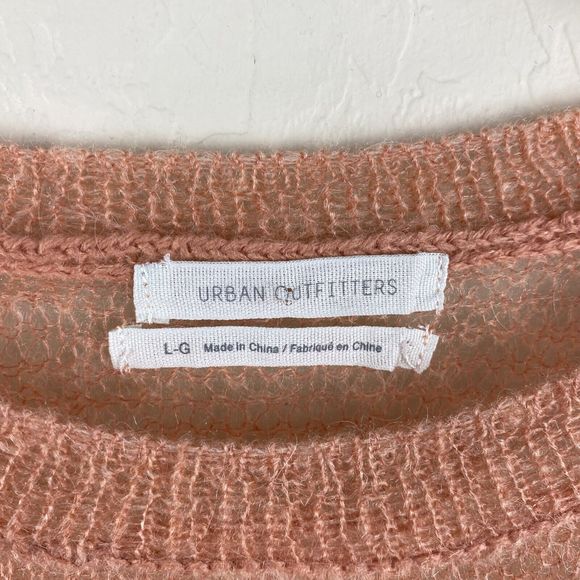 URBAN OUTFITTERS
L-G Made in China / Fabriqué en Chine